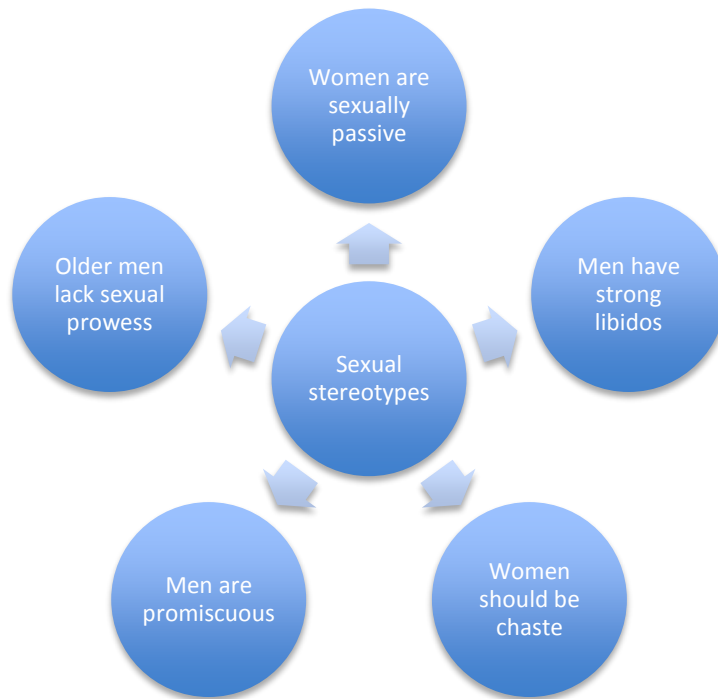 Women are
sexually
passive
Older men
lack sexual
prowess
Men have
strong
libidos
Sexual
stereotypes
Men are
promiscuous
Women
should be
chaste